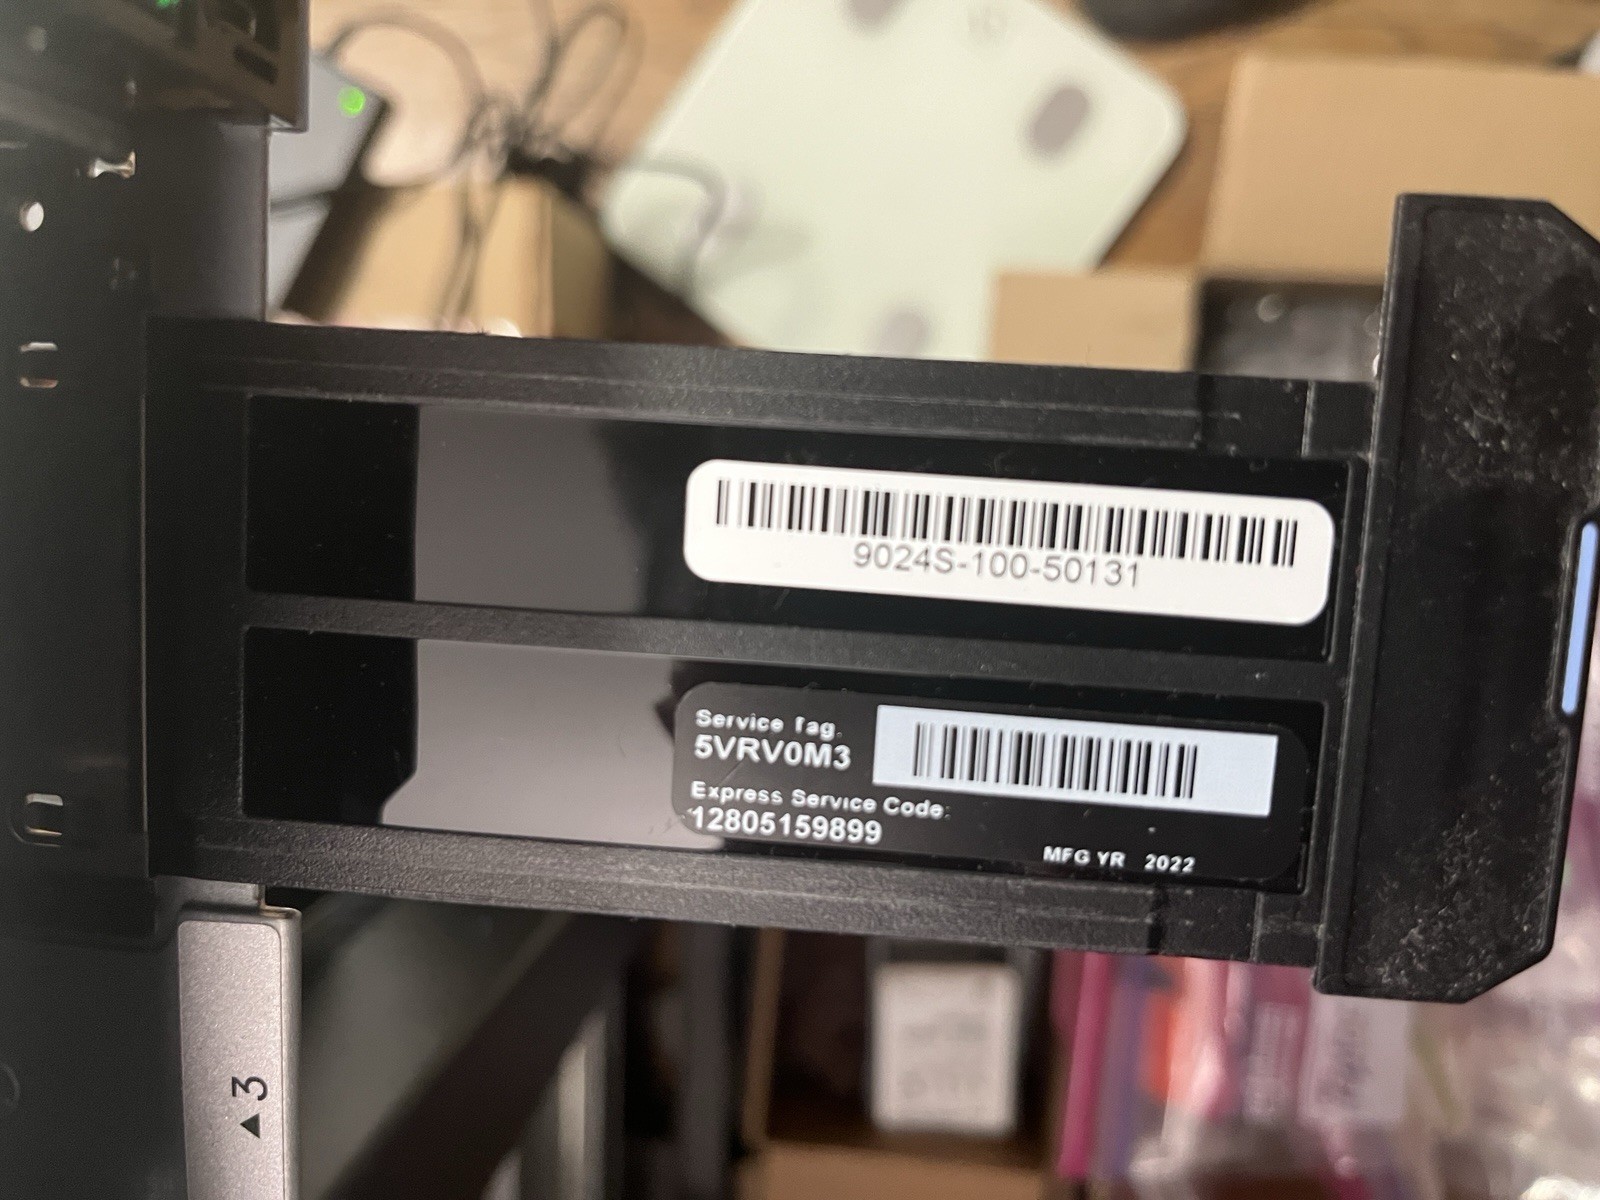 9024S-100-50131
Service Tag:
5VRV0M3
Express Service Code:
12805159899
MFG YR 2022
▲3